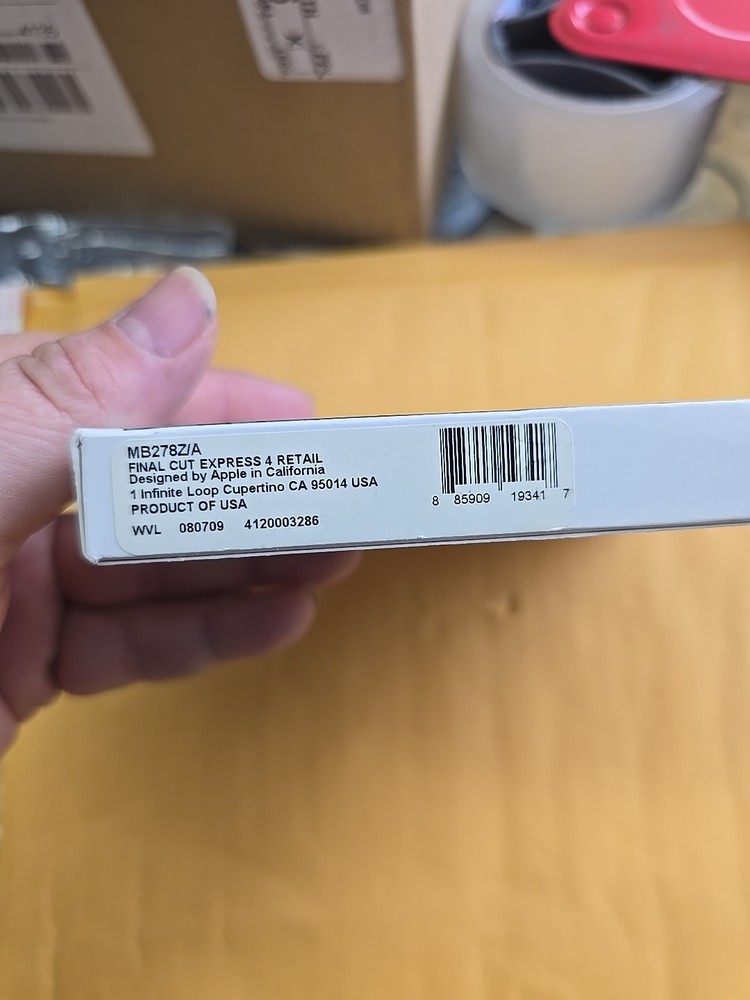 MB278Z/A
FINAL CUT EXPRESS 4 RETAIL
Designed by Apple in California
1 Infinite Loop Cupertino CA 95014 USA
PRODUCT OF USA
WVL 080709 4120003286
8 85909 19341 7